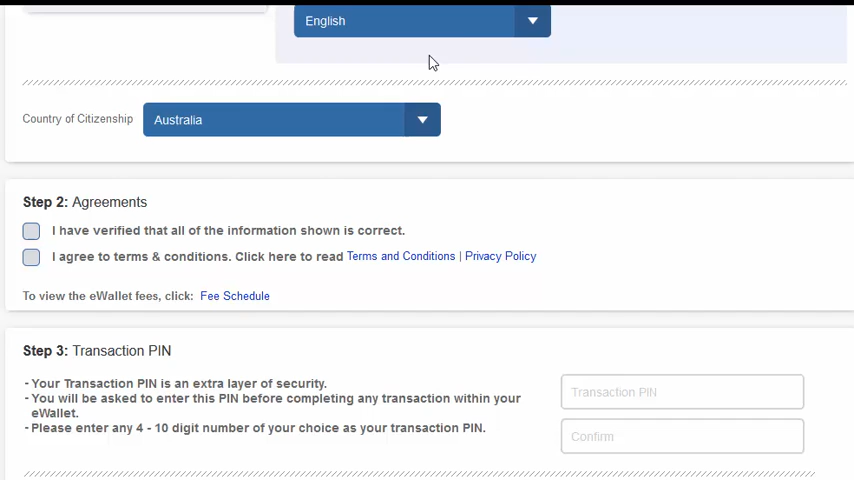 English
Country of Citizenship
Australia
Step 2: Agreements
I have verified that all of the information shown is correct.
I agree to terms & conditions. Click here to read Terms and Conditions | Privacy Policy
To view the eWallet fees, click: Fee Schedule
Step 3: Transaction PIN
- Your Transaction PIN is an extra layer of security.
- You will be asked to enter this PIN before completing any transaction within your
eWallet.
- Please enter any 4 - 10 digit number of your choice as your transaction PIN.
Transaction PIN
Confirm